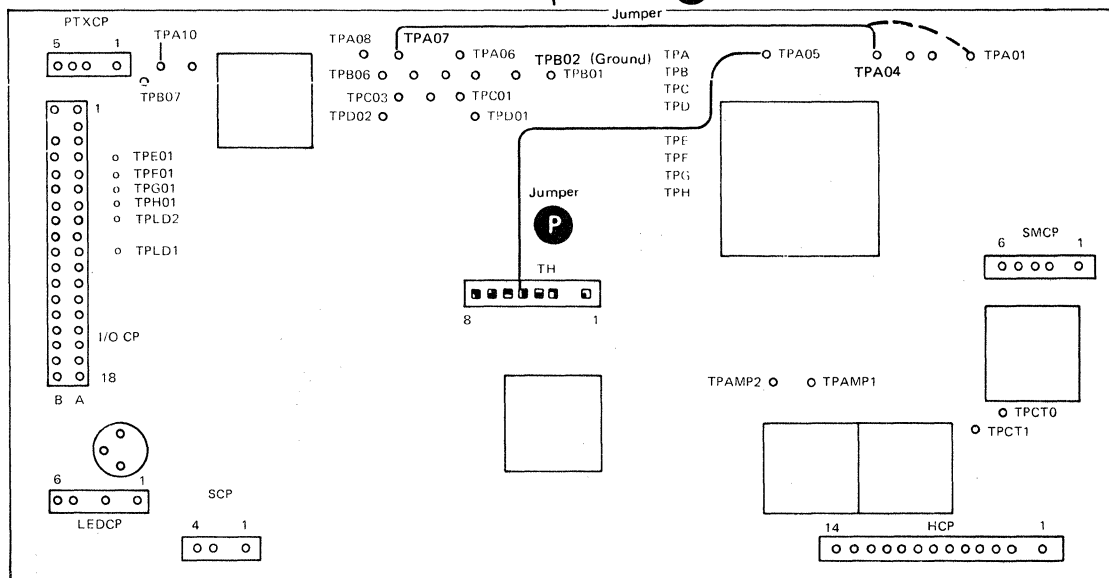 Jumper
PTXCP
5 1
TPA10
TPB07
TPA08
TPA07
TPA06
TPB02 (Ground)
TPB06
TPB01
TPC03
TPC01
TPD02
TPD01
TPA
TPB
TPC
TPD
TPE
TPF
TPG
TPH
TPA05
TPA04
TPA01
1
TPE01
TPF01
TPG01
TPH01
TPLD2
TPLD1
I/O CP
18
B A
Jumper
P
TH
8 1
SMCP
6 1
TPAMP2
TPAMP1
TPCT0
TPCT1
6 1
LEDCP
SCP
4 1
14 HCP 1